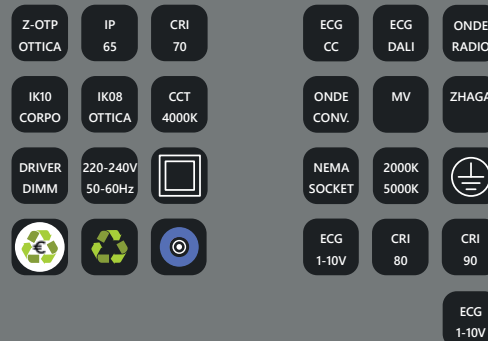 Z-OTP
OTTICA
IP
65
CRI
70
IK10
CORPO
IK08
OTTICA
CCT
4000K
DRIVER
DIMM
220-240V
50-60Hz
€
ECG
CC
ECG
DALI
ONDE
RADIO
ONDE
CONV.
MV
ZHAGA
NEMA
SOCKET
2000K
5000K
ECG
1-10V
CRI
80
CRI
90
ECG
1-10V